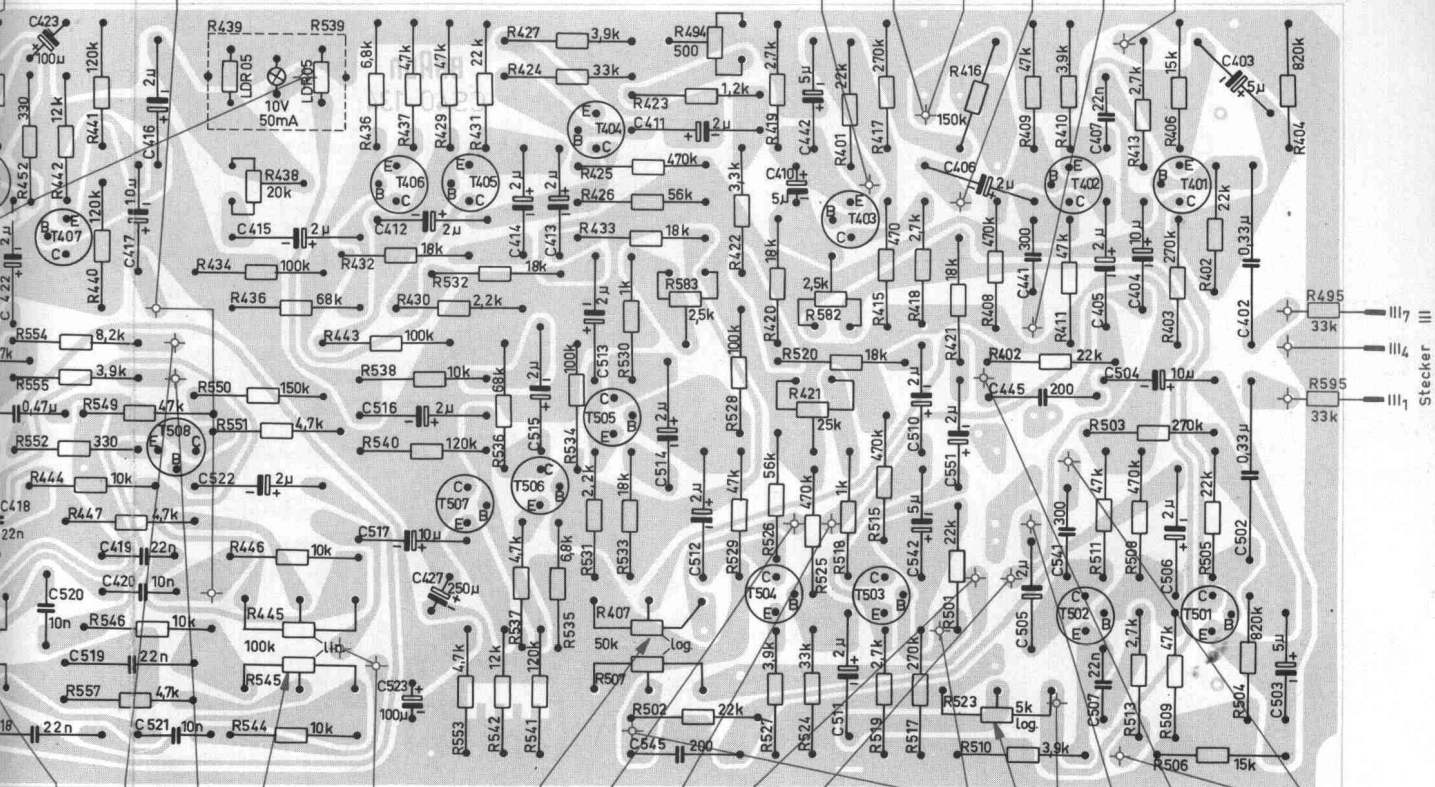 C423
100µ
120k
R441
330
R452
12k
R442
2µ
C416
R439
R539
LDR05
LDR05
10V
50mA
6,8k
R436
47k
R437
47k
R429
22k
R431
R427
3,9k
R424
33k
R423
1,2k
R494
500
2,7k
R419
5µ
C442
22k
R401
270k
R417
R416
150k
47k
R409
3,9k
R410
22n
C407
2,7k
R413
15k
R406
C403
5µ
820k
R404
T404
E
B
C
C411
2µ
R425
470k
R426
56k
R433
18k
3,3k
R422
C410
5µ
T403
E
B
C
C406
2µ
T402
E
B
C
T401
E
B
C
22k
R402
T407
E
B
C
120k
R440
10µ
C417
2µ
C422
R438
20k
C415
2µ
T406
E
B
C
T405
E
B
C
C412
2µ
2µ
C414
2µ
C413
R432
18k
R532
18k
R434
100k
R436
68k
R430
2,2k
2µ
C513
1k
R530
R583
2,5k
18k
R420
2,5k
R582
470
R415
2,7k
R418
18k
R421
470k
R408
300
C441
47k
R411
2µ
C405
10µ
C404
270k
R403
0,33µ
C402
R495
33k
III7
III4
R595
33k
III1
Stecker III
R554
8,2k
7k
R555
3,9k
0,47µ
R549
47k
R552
330
T508
E
C
B
R550
150k
R551
4,7k
R443
100k
R538
10k
C516
2µ
R540
120k
68k
R536
2µ
C515
100k
R534
T505
C
B
E
2µ
C514
100k
R528
R520
18k
R421
25k
470k
R515
2µ
C510
2µ
C551
R402
22k
C445
200
C504
10µ
R503
270k
0,33µ
C502
R444
10k
C418
22n
R447
4,7k
C522
2µ
T507
C
B
E
T506
C
B
E
2,2k
R531
18k
R533
2µ
C512
47k
R529
56k
R526
470k
R525
1k
R518
5µ
C542
22k
R501
300
C541
47k
R511
470k
R508
2µ
C506
22k
R505
C419
22n
C420
10n
R446
10k
C517
10µ
C427
250µ
4,7k
R537
6,8k
R535
T504
C
B
E
T503
C
B
E
2µ
C505
T502
C
B
E
T501
C
B
E
C520
10n
R546
10k
C519
22n
R557
4,7k
C521
10n
18
22n
R445
100k
lin
R545
R544
10k
C523
100µ
4,7k
R553
12k
R542
120k
R541
R407
50k
log.
R507
R502
22k
C545
200
3,9k
R527
33k
R524
2µ
C511
2,7k
R519
270k
R517
R523
5k
log.
R510
3,9k
22n
C507
2,7k
R513
47k
R509
820k
R504
5µ
C503
R506
15k